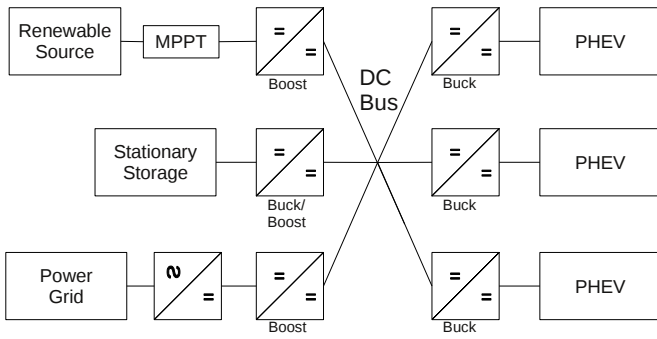 Renewable
Source
MPPT
Boost
DC
Bus
Buck
PHEV
Stationary
Storage
Buck/
Boost
Buck
PHEV
Power
Grid
Boost
Buck
PHEV